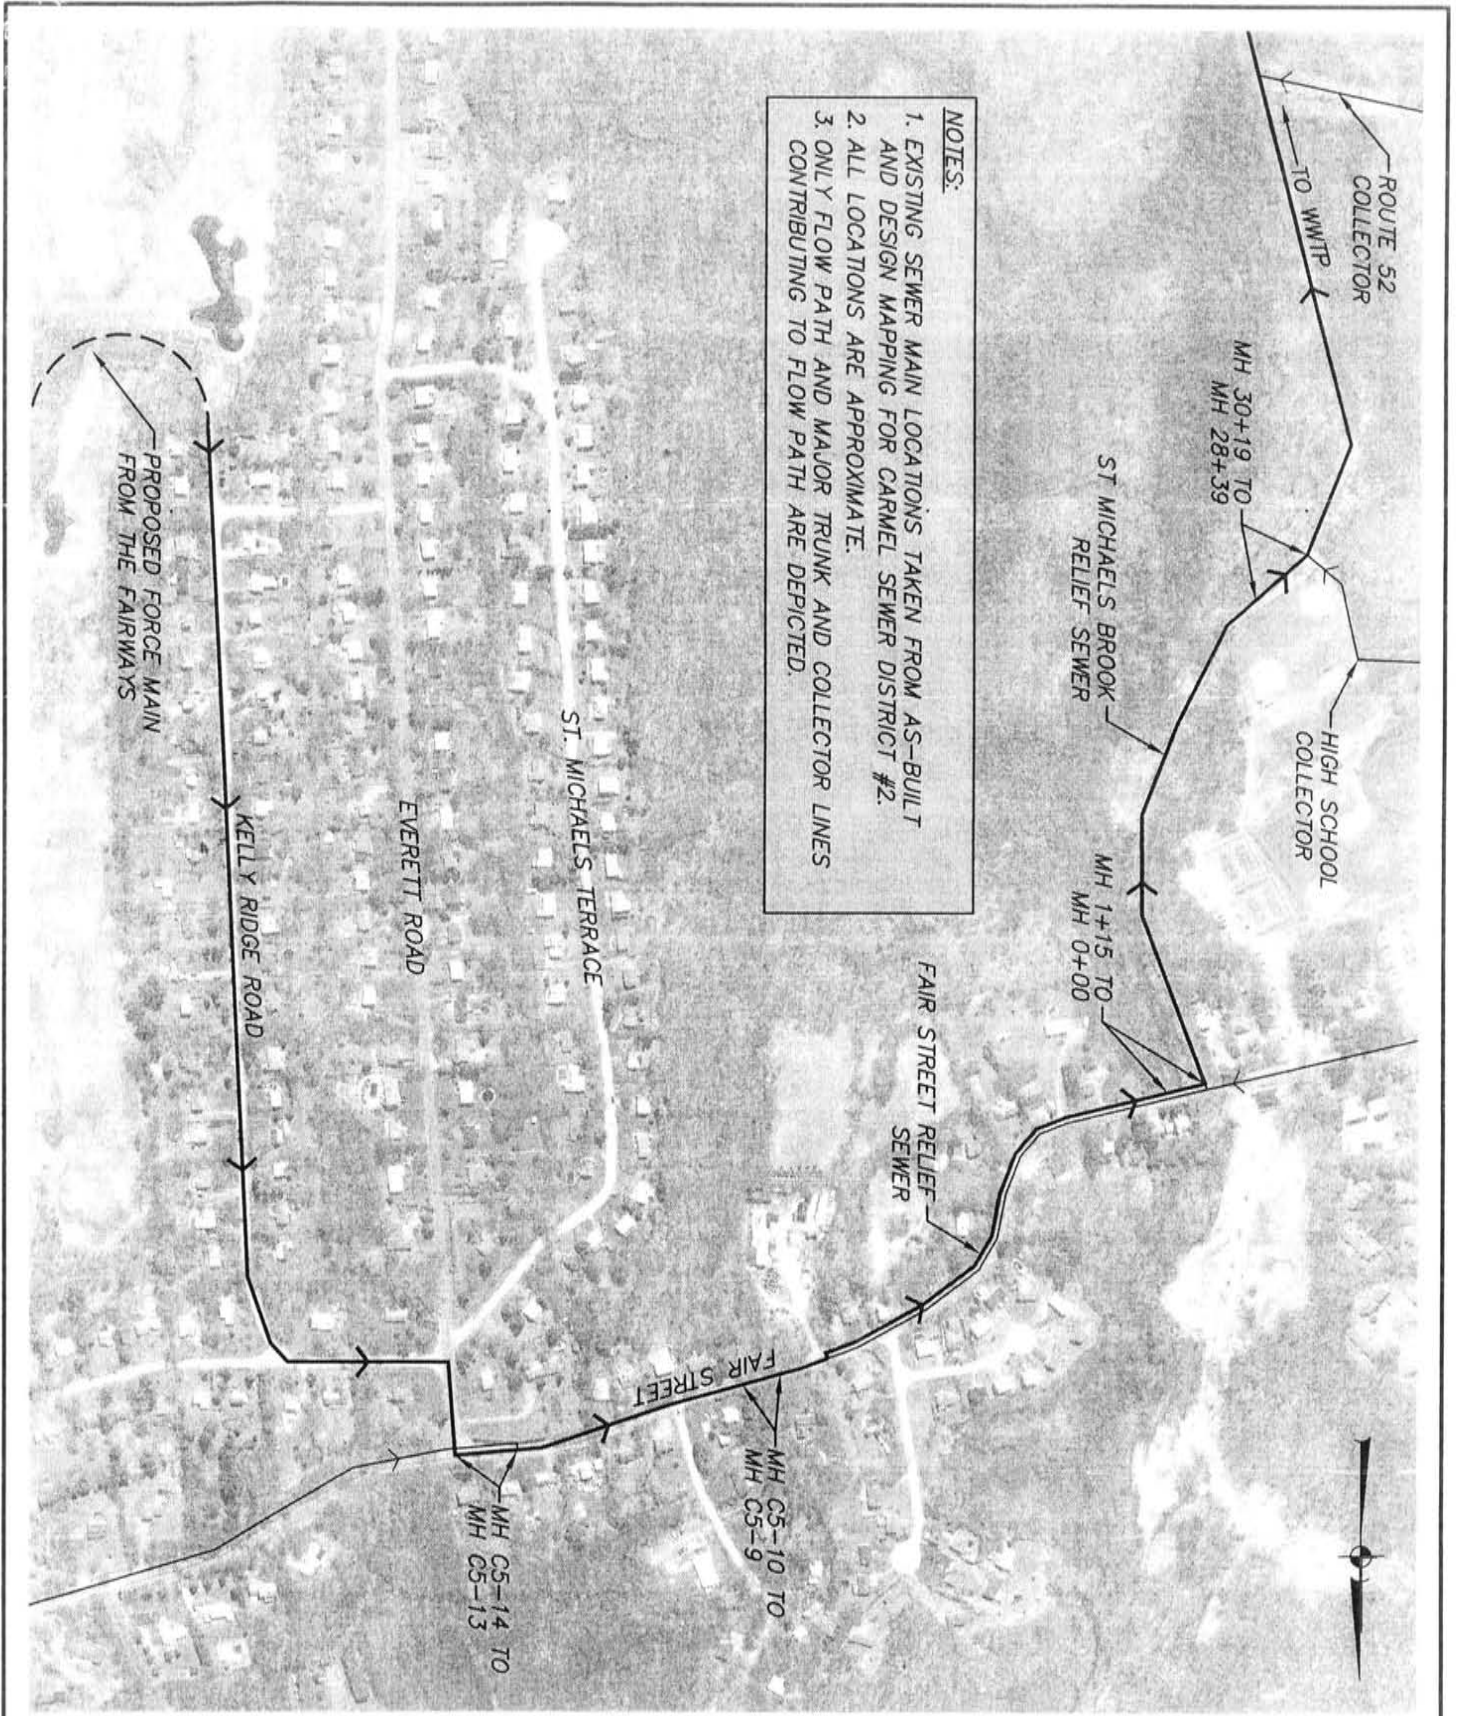 ROUTE 52
COLLECTOR
TO WWTP
MH 30+19 TO
MH 28+39
HIGH SCHOOL
COLLECTOR
ST MICHAELS BROOK
RELIEF SEWER
MH 1+15 TO
MH 0+00
FAIR STREET RELIEF
SEWER
NOTES:
1. EXISTING SEWER MAIN LOCATIONS TAKEN FROM AS-BUILT
AND DESIGN MAPPING FOR CARMEL SEWER DISTRICT #2.
2. ALL LOCATIONS ARE APPROXIMATE.
3. ONLY FLOW PATH AND MAJOR TRUNK AND COLLECTOR LINES
CONTRIBUTING TO FLOW PATH ARE DEPICTED.
FAIR STREET
MH C5-10 TO
MH C5-9
ST. MICHAELS TERRACE
EVERETT ROAD
MH C5-14 TO
MH C5-13
KELLY RIDGE ROAD
PROPOSED FORCE MAIN
FROM THE FAIRWAYS